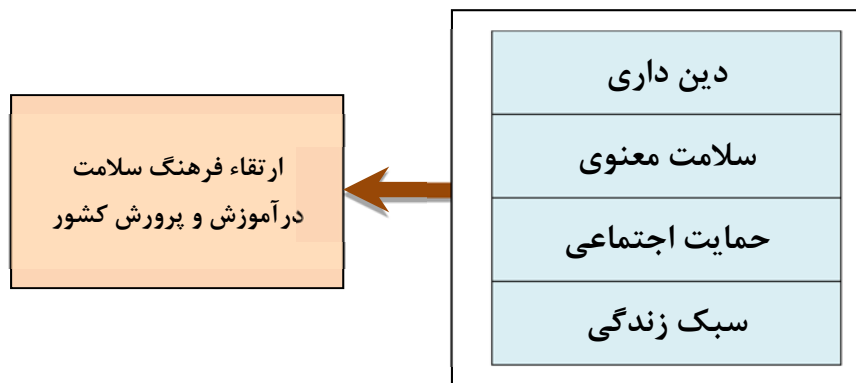 دین داری
سلامت معنوی
حمایت اجتماعی
سبک زندگی
ارتقاء فرهنگ سلامت
درآموزش و پرورش کشور